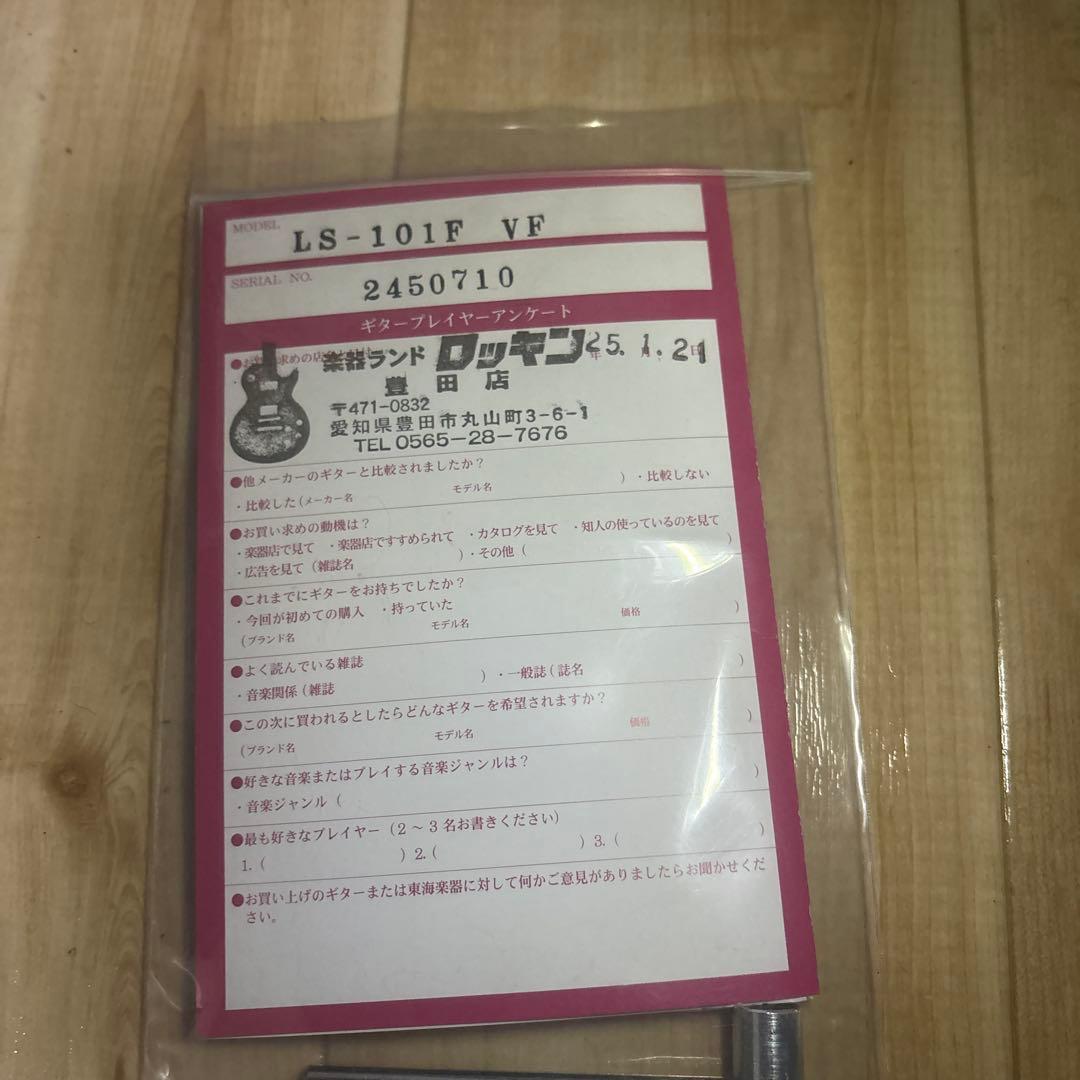 MODEL
LS-101F VF
SERIAL NO.
2450710
ギタープレイヤーアンケート
楽器ランド ロッキン 25.1.21
豊田店
〒471-0832
愛知県豊田市丸山町3-6-1
TEL 0565-28-7676
●他メーカーのギターと比較されましたか?
・比較した(メーカー名 モデル名 )・比較しない
●お買い求めの動機は?
・楽器店で見て ・楽器店ですすめられて ・カタログを見て ・知人の使っているのを見て
・広告を見て(雑誌名 )・その他( )
●これまでにギターをお持ちでしたか?
・今回が初めての購入 ・持っていた
(ブランド名 モデル名 価格 )
●よく読んでいる雑誌
・音楽関係(雑誌 )・一般誌(誌名 )
●この次に買われるとしたらどんなギターを希望されますか?
(ブランド名 モデル名 価格 )
●好きな音楽またはプレイする音楽ジャンルは?
・音楽ジャンル( )
●最も好きなプレイヤー(2~3名お書きください)
1.( )2.( )3.( )
●お買い上げのギターまたは東海楽器に対して何かご意見がありましたらお聞かせくだ
さい。